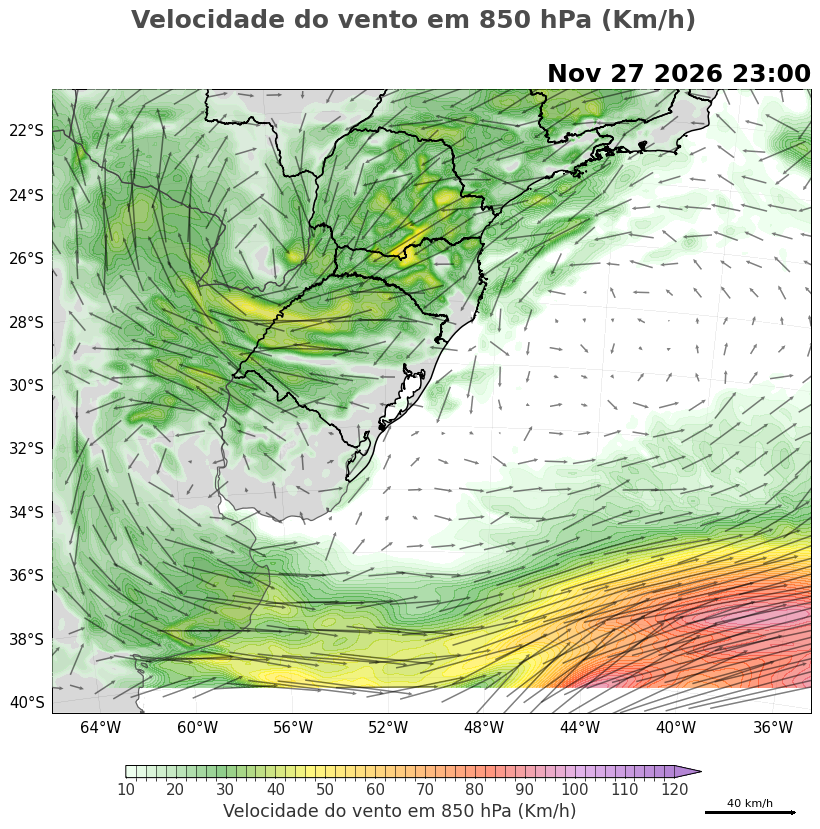 Velocidade do vento em 850 hPa (Km/h)
Nov 27 2026 23:00
22°S
24°S
26°S
28°S
30°S
32°S
34°S
36°S
38°S
40°S
64°W 60°W 56°W 52°W 48°W 44°W 40°W 36°W
10 20 30 40 50 60 70 80 90 100 110 120
Velocidade do vento em 850 hPa (Km/h)
40 km/h